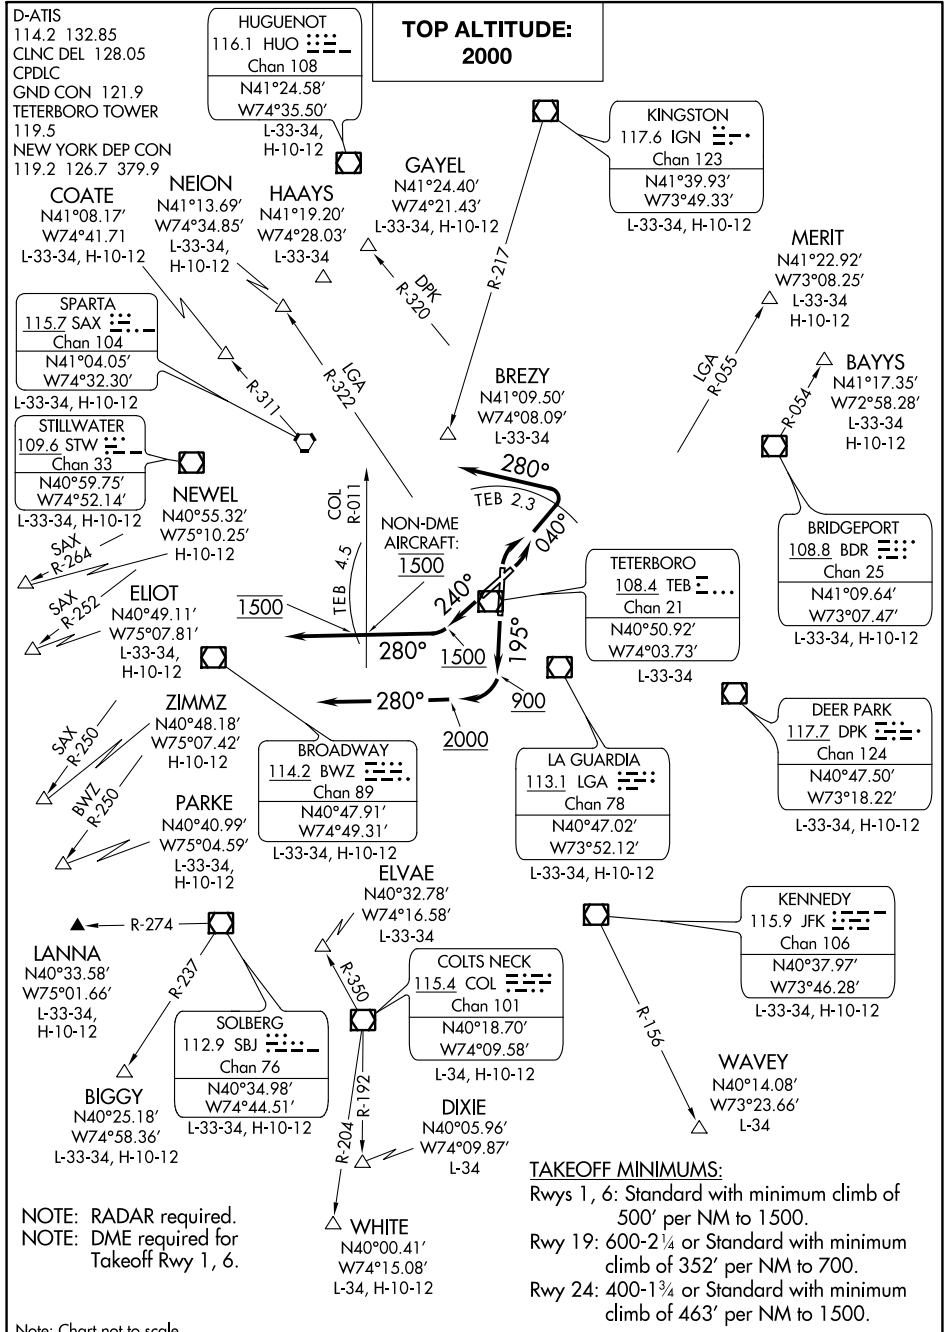 D-ATIS
114.2 132.85
CLNC DEL 128.05
CPDLC
GND CON 121.9
TETERBORO TOWER
119.5
NEW YORK DEP CON
119.2 126.7 379.9
TOP ALTITUDE:
2000
HUGUENOT
116.1 HUO
Chan 108
N41°24.58′
W74°35.50′
L-33-34,
H-10-12
KINGSTON
117.6 IGN
Chan 123
N41°39.93′
W73°49.33′
L-33-34, H-10-12
COATE
N41°08.17′
W74°41.71
L-33-34, H-10-12
NEION
N41°13.69′
W74°34.85′
L-33-34,
H-10-12
HAAYS
N41°19.20′
W74°28.03′
L-33-34
GAYEL
N41°24.40′
W74°21.43′
L-33-34, H-10-12
MERIT
N41°22.92′
W73°08.25′
L-33-34
H-10-12
DPK
R-320
R-217
SPARTA
115.7 SAX
Chan 104
N41°04.05′
W74°32.30′
L-33-34, H-10-12
R-311
LGA
R-322
BREZY
N41°09.50′
W74°08.09′
L-33-34
LGA
R-055
R-054
BAYYS
N41°17.35′
W72°58.28′
L-33-34
H-10-12
STILLWATER
109.6 STW
Chan 33
N40°59.75′
W74°52.14′
L-33-34, H-10-12
NEWEL
N40°55.32′
W75°10.25′
H-10-12
SAX
R-264
COL
R-011
NON-DME
AIRCRAFT:
1500
280°
TEB 2.3
040°
TEB 4.5
240°
1500
280°
1500
195°
280°
2000
900
BRIDGEPORT
108.8 BDR
Chan 25
N41°09.64′
W73°07.47′
L-33-34, H-10-12
TETERBORO
108.4 TEB
Chan 21
N40°50.92′
W74°03.73′
L-33-34
SAX
R-252
ELIOT
N40°49.11′
W75°07.81′
L-33-34,
H-10-12
ZIMMZ
N40°48.18′
W75°07.42′
H-10-12
SAX
R-250
BWZ
R-250
PARKE
N40°40.99′
W75°04.59′
L-33-34,
H-10-12
BROADWAY
114.2 BWZ
Chan 89
N40°47.91′
W74°49.31′
L-33-34, H-10-12
LA GUARDIA
113.1 LGA
Chan 78
N40°47.02′
W73°52.12′
L-33-34, H-10-12
DEER PARK
117.7 DPK
Chan 124
N40°47.50′
W73°18.22′
L-33-34, H-10-12
ELVAE
N40°32.78′
W74°16.58′
L-33-34
KENNEDY
115.9 JFK
Chan 106
N40°37.97′
W73°46.28′
L-33-34, H-10-12
R-274
LANNA
N40°33.58′
W75°01.66′
L-33-34,
H-10-12
R-237
R-350
COLTS NECK
115.4 COL
Chan 101
N40°18.70′
W74°09.58′
L-34, H-10-12
R-156
SOLBERG
112.9 SBJ
Chan 76
N40°34.98′
W74°44.51′
L-33-34, H-10-12
BIGGY
N40°25.18′
W74°58.36′
L-33-34, H-10-12
R-192
R-204
DIXIE
N40°05.96′
W74°09.87′
L-34
WAVEY
N40°14.08′
W73°23.66′
L-34
WHITE
N40°00.41′
W74°15.08′
L-34, H-10-12
NOTE: RADAR required.
NOTE: DME required for
Takeoff Rwy 1, 6.
TAKEOFF MINIMUMS:
Rwys 1, 6: Standard with minimum climb of
500′ per NM to 1500.
Rwy 19: 600-2¼ or Standard with minimum
climb of 352′ per NM to 700.
Rwy 24: 400-1¾ or Standard with minimum
climb of 463′ per NM to 1500.
Note: Chart not to scale